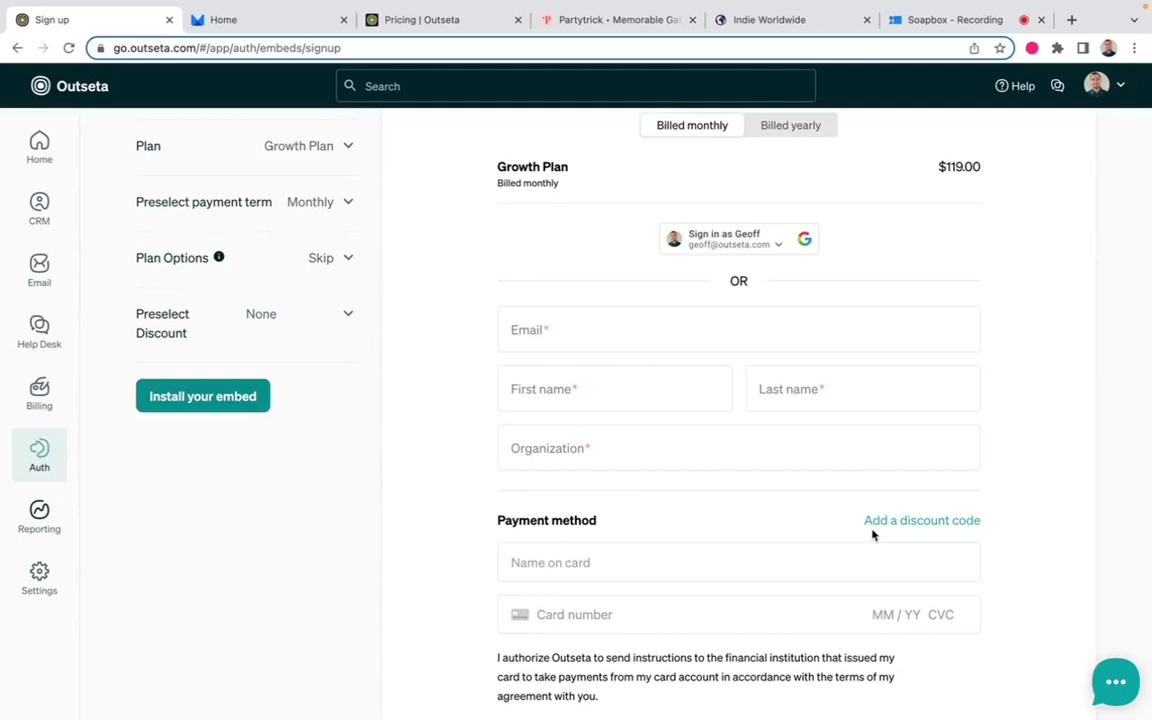 Sign up
Home
Pricing | Outseta
Partytrick • Memorable Ga
Indie Worldwide
Soapbox - Recording
go.outseta.com/#/app/auth/embeds/signup
Outseta
Search
Help
Home
CRM
Email
Help Desk
Billing
Auth
Reporting
Settings
Plan
Growth Plan
Preselect payment term
Monthly
Plan Options
Skip
Preselect
Discount
None
Install your embed
Billed monthly
Billed yearly
Growth Plan
$119.00
Billed monthly
Sign in as Geoff
geoff@outseta.com
OR
Email*
First name*
Last name*
Organization*
Payment method
Add a discount code
Name on card
Card number
MM / YY CVC
I authorize Outseta to send instructions to the financial institution that issued my
card to take payments from my card account in accordance with the terms of my
agreement with you.